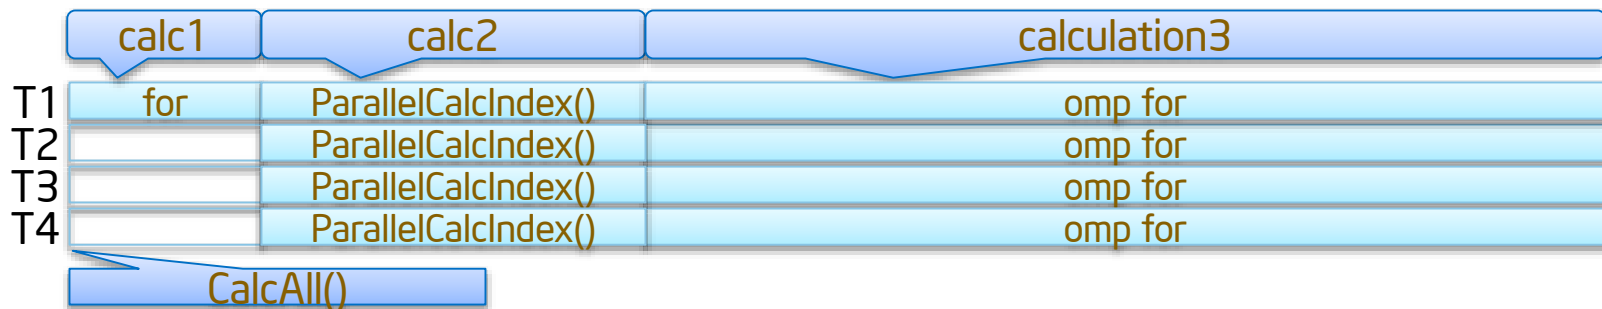 calc1 calc2 calculation3
T1 for ParallelCalcIndex() omp for
T2 ParallelCalcIndex() omp for
T3 ParallelCalcIndex() omp for
T4 ParallelCalcIndex() omp for
CalcAll()